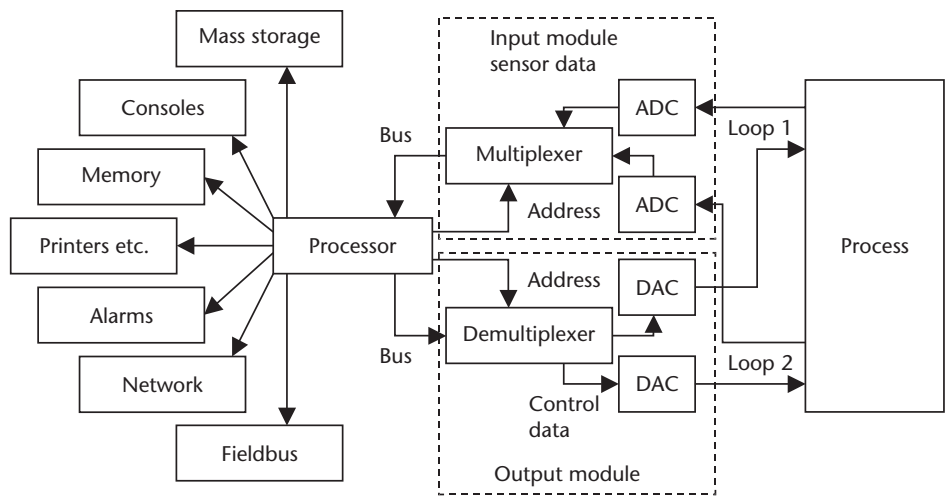 Mass storage
Consoles
Memory
Printers etc.
Alarms
Network
Fieldbus
Processor
Bus
Bus
Input module
sensor data
ADC
Multiplexer
ADC
Address
Address
DAC
Demultiplexer
DAC
Control
data
Output module
Loop 1
Loop 2
Process